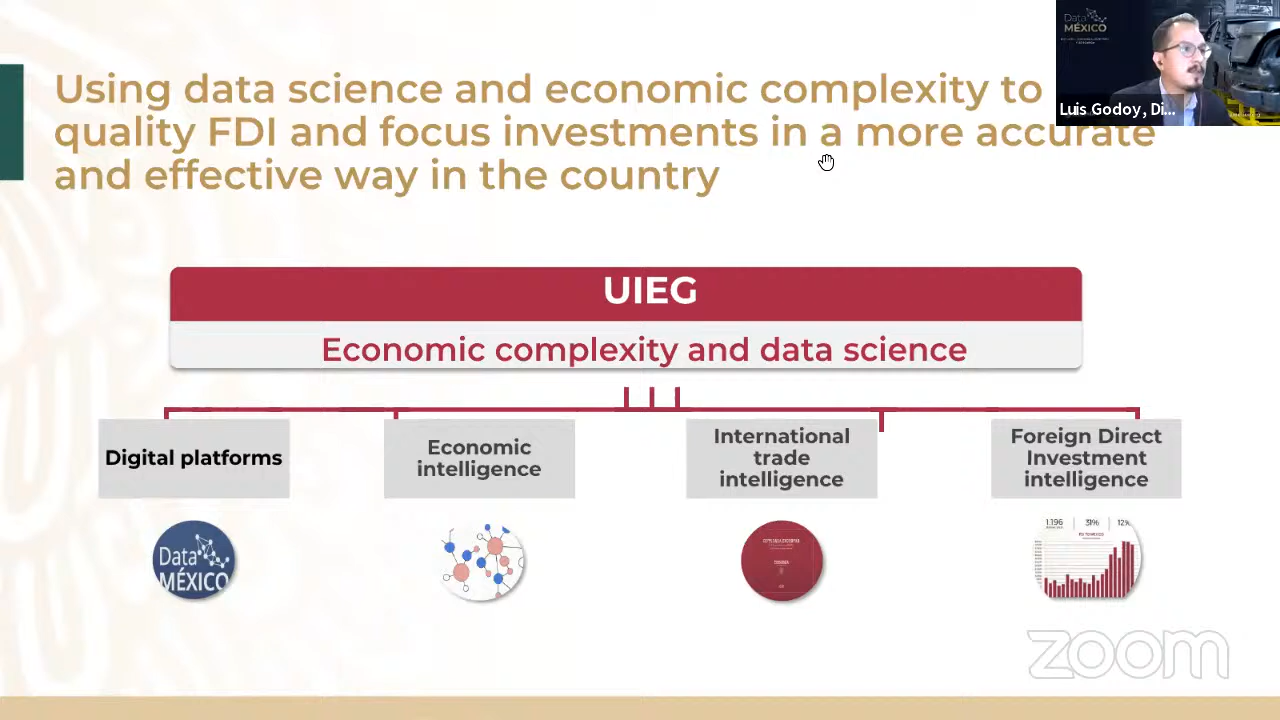 Using data science and economic complexity to
quality FDI and focus investments in a more accurate
and effective way in the country
Data
MÉXICO
Luis Godoy, Di...
UIEG
Economic complexity and data science
Digital platforms
Economic
intelligence
International
trade
intelligence
Foreign Direct
Investment
intelligence
Data
MÉXICO
1,196
31%
12%
zoom